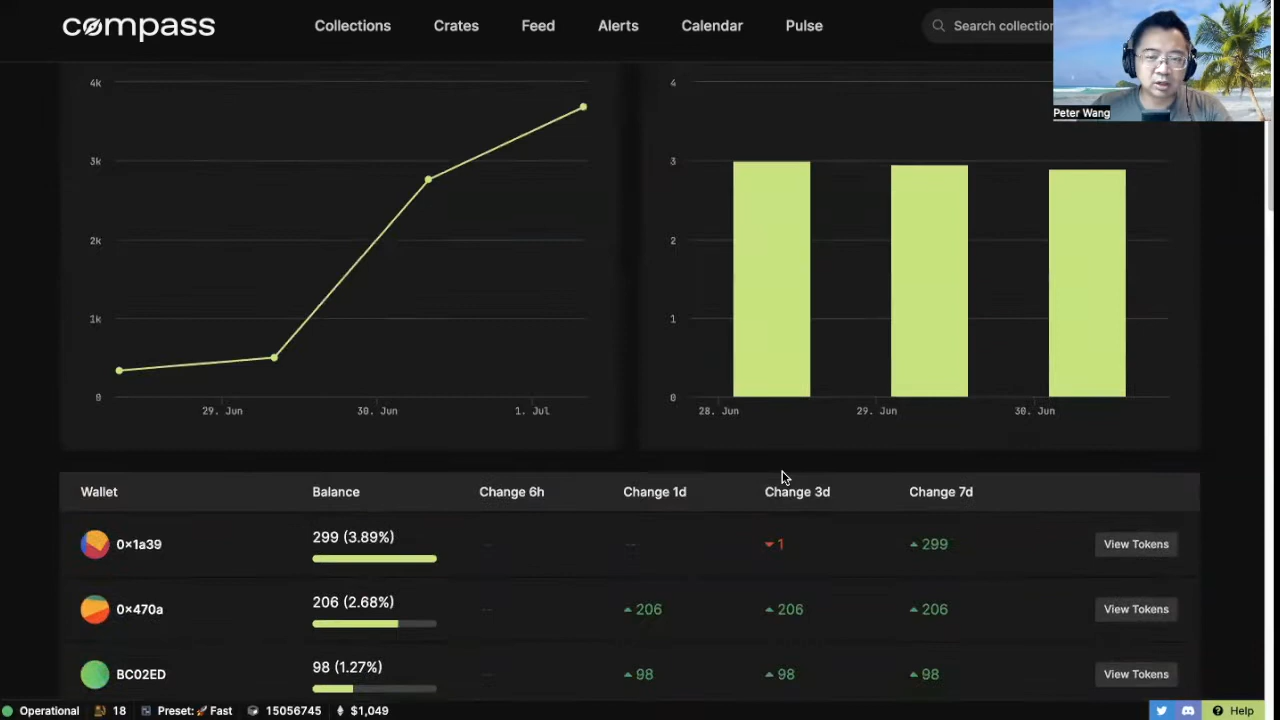 compass Collections Crates Feed Alerts Calendar Pulse Search collection
Peter Wang
4k
3k
2k
1k
0
29. Jun 30. Jun 1. Jul
4
3
2
1
0
28. Jun 29. Jun 30. Jun
Wallet Balance Change 6h Change 1d Change 3d Change 7d
0×1a39 299 (3.89%) -- -- 1 299 View Tokens
0×470a 206 (2.68%) -- 206 206 206 View Tokens
BC02ED 98 (1.27%) -- 98 98 98 View Tokens
Operational 18 Preset: 🚀 Fast 15056745 $1,049 Help